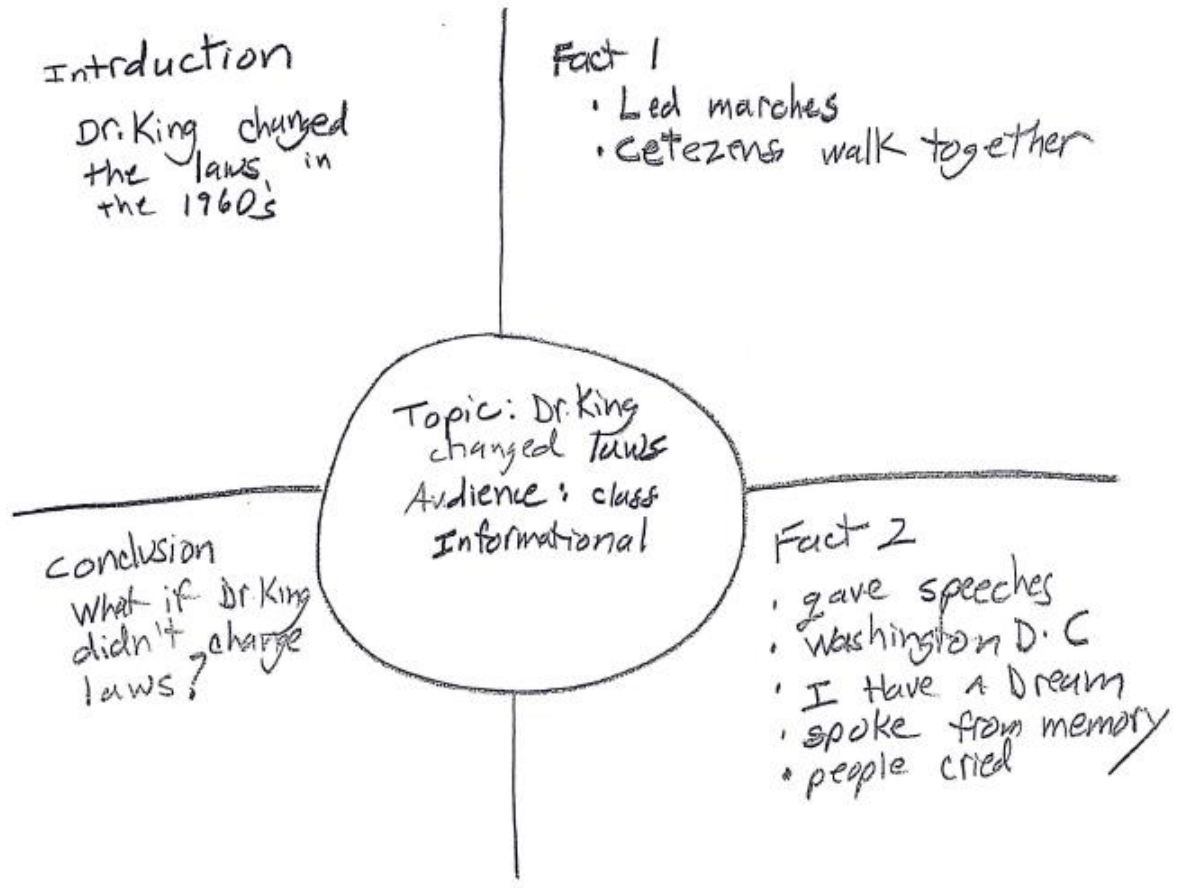 Intrduction
Dr. King changed
the laws in
the 1960's
Fact 1
• Led marches
• Cetezens walk together
Topic: Dr. King
changed laws
Audience: class
Informational
Conclusion
What if Dr King
didn't change
laws?
Fact 2
• gave speeches
• Washington D.C
• I Have A Dream
• spoke from memory
• people cried